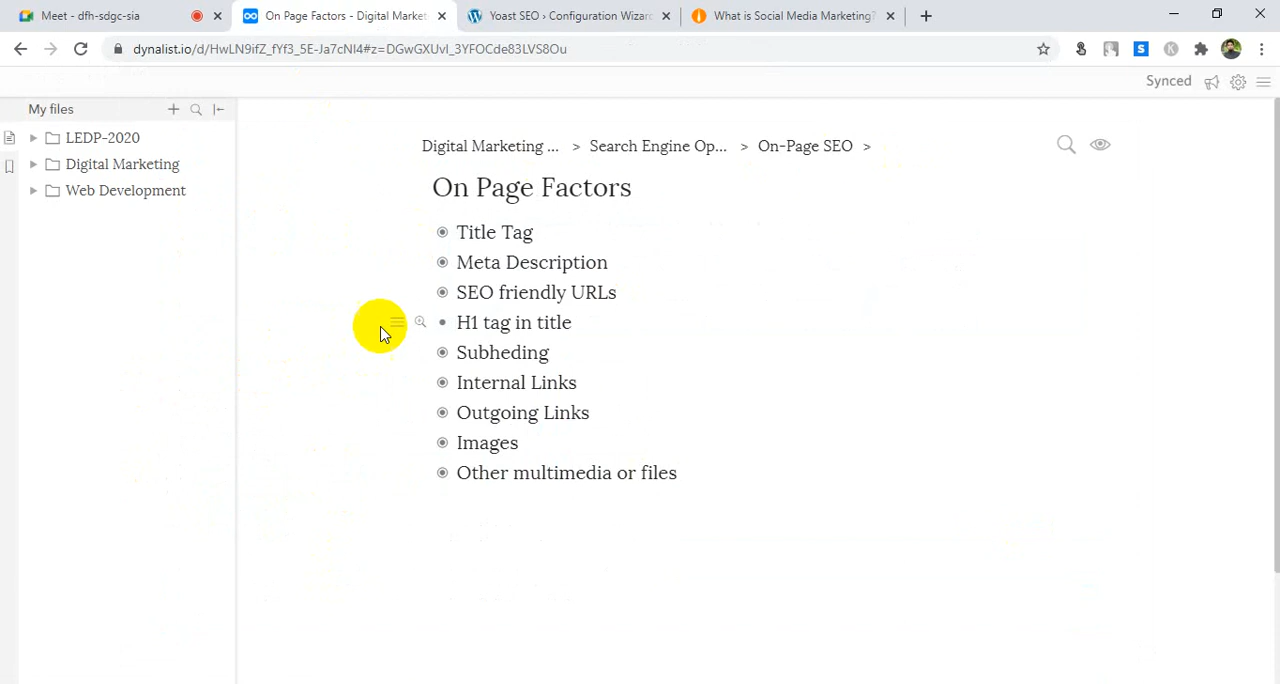 Meet - dfh-sdgc-sia
On Page Factors - Digital Market
Yoast SEO › Configuration Wizard
What is Social Media Marketing?
dynalist.io/d/HwLN9ifZ_fYf3_5E-Ja7cNI4#z=DGwGXUvI_3YFOCde83LVS8Ou
Synced
My files
LEDP-2020
Digital Marketing
Web Development
Digital Marketing ... > Search Engine Op... > On-Page SEO >
On Page Factors
Title Tag
Meta Description
SEO friendly URLs
H1 tag in title
Subheding
Internal Links
Outgoing Links
Images
Other multimedia or files